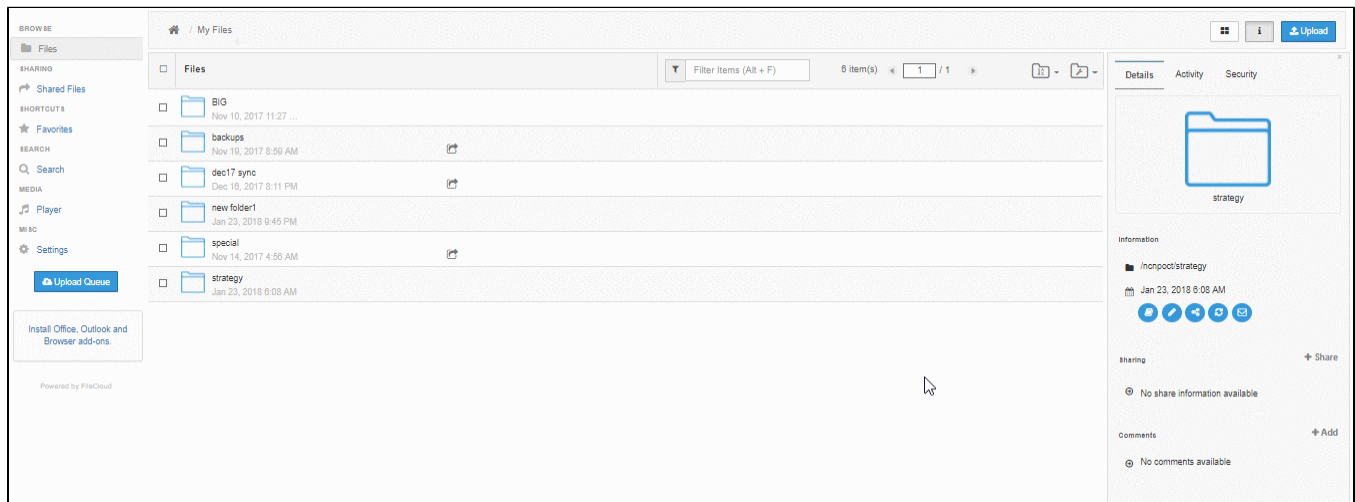 BROWSE
Files
SHARING
Shared Files
SHORTCUTS
Favorites
SEARCH
Search
MEDIA
Player
MISC
Settings
Upload Queue
Install Office, Outlook and
Browser add-ons.
Powered by FileCloud
/ My Files
i
Upload
Files
Filter Items (Alt + F)
6 item(s)
1 / 1
BIG
Nov 10, 2017 11:27 ...
backups
Nov 19, 2017 8:59 AM
dec17 sync
Dec 16, 2017 8:11 PM
new folder1
Jan 23, 2018 9:45 PM
special
Nov 14, 2017 4:56 AM
strategy
Jan 23, 2018 6:08 AM
x
Details Activity Security
strategy
Information
/ncnpoct/strategy
Jan 23, 2018 6:08 AM
Sharing
+ Share
No share information available
Comments
+ Add
No comments available